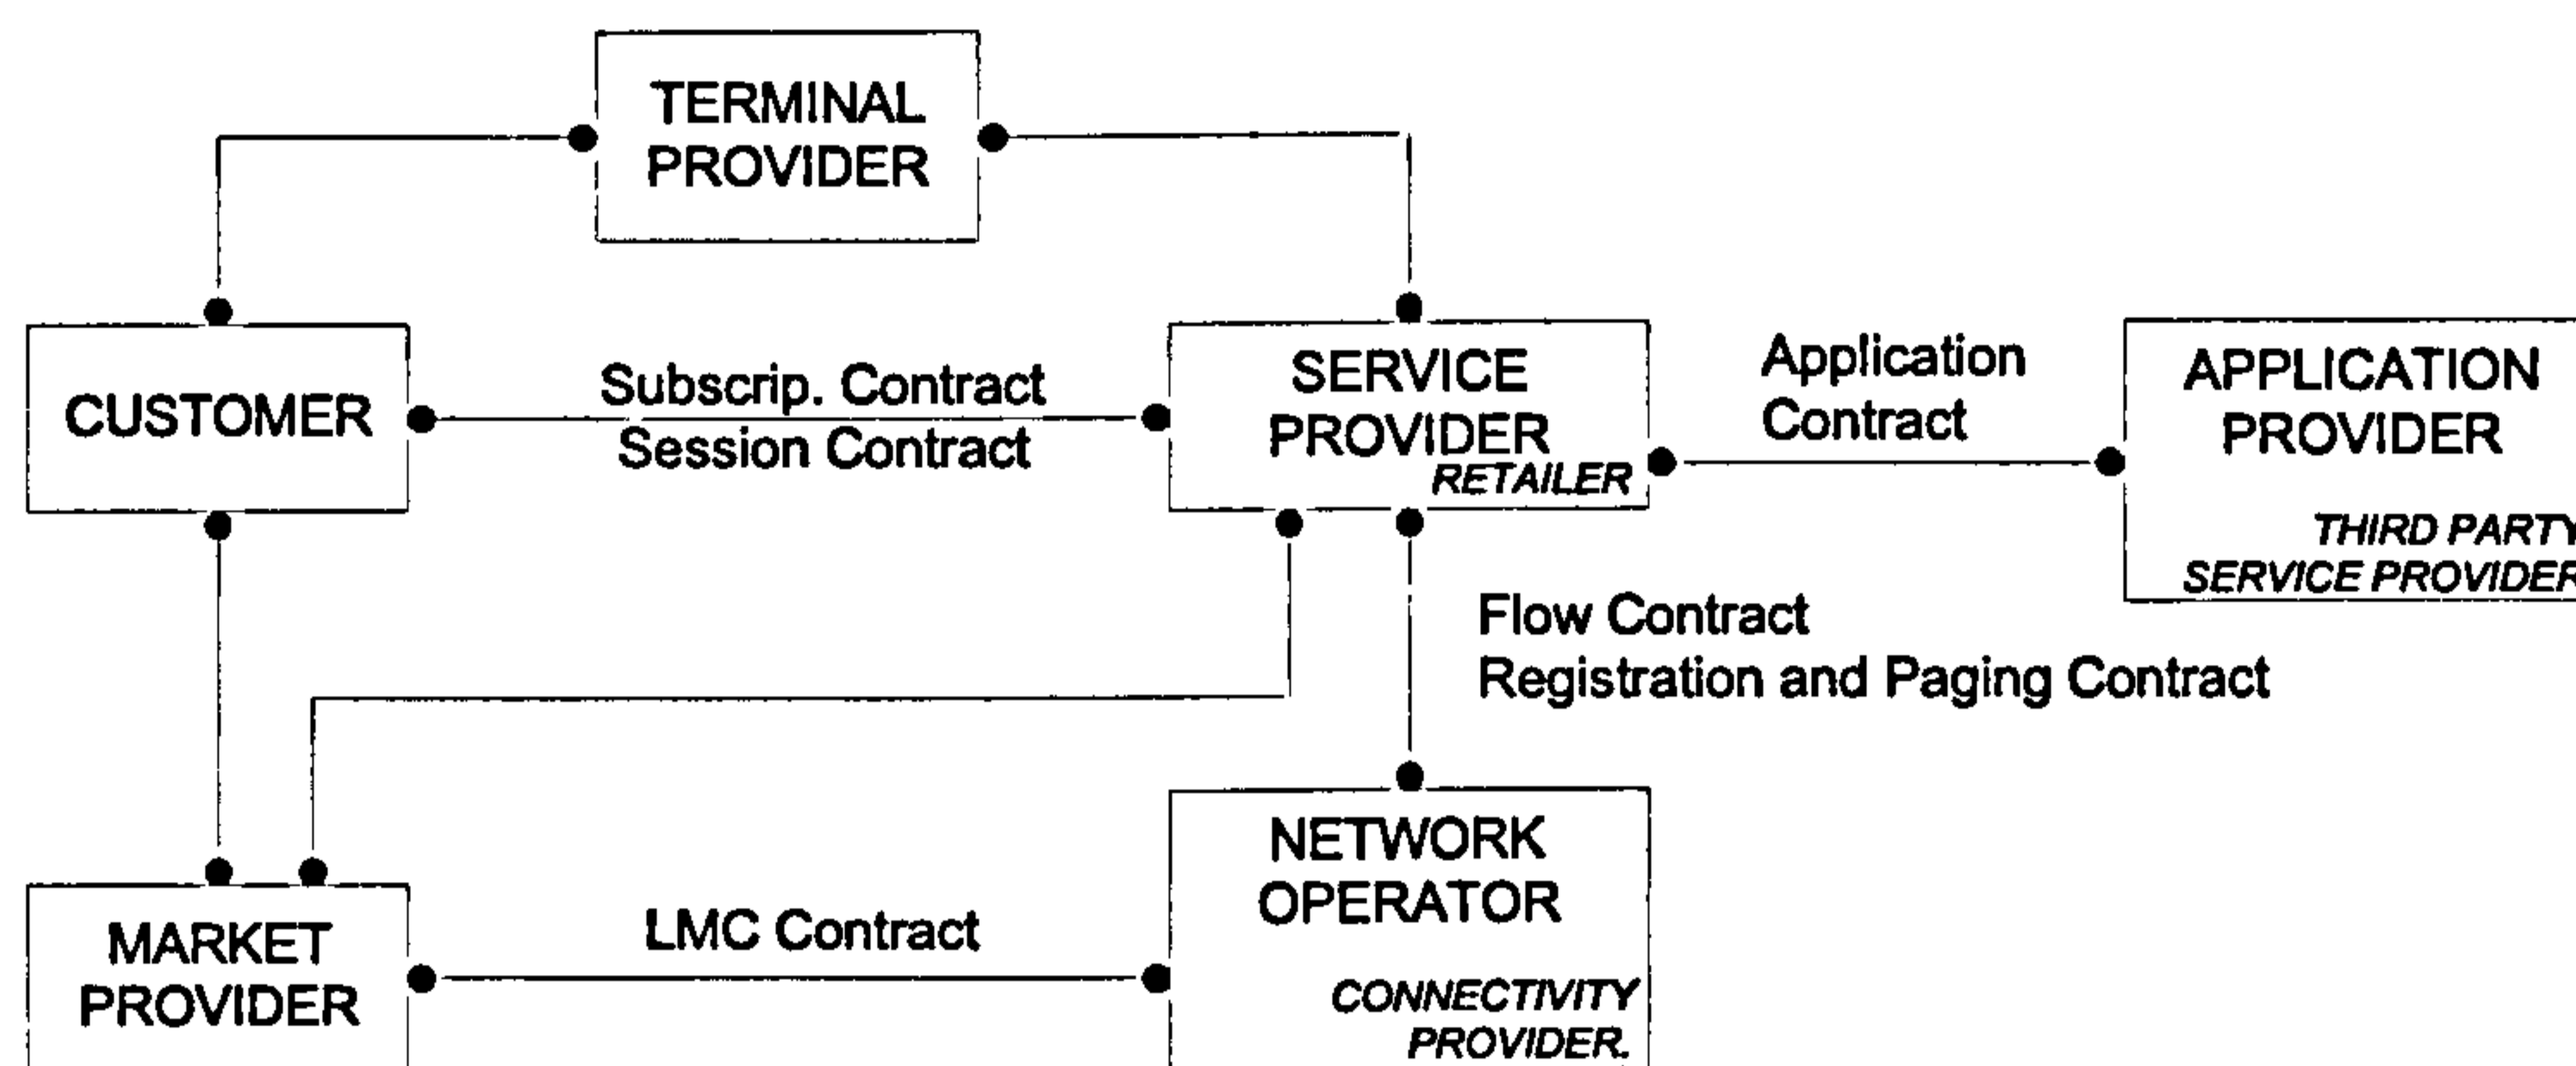 TERMINAL
PROVIDER
CUSTOMER
Subscrip. Contract
Session Contract
SERVICE
PROVIDER
RETAILER
Application
Contract
APPLICATION
PROVIDER
THIRD PARTY
SERVICE PROVIDER
Flow Contract
Registration and Paging Contract
MARKET
PROVIDER
LMC Contract
NETWORK
OPERATOR
CONNECTIVITY
PROVIDER.